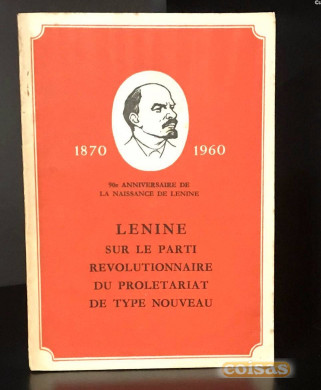 1870 1960
90e ANNIVERSAIRE DE
LA NAISSANCE DE LENINE
LENINE
SUR LE PARTI
REVOLUTIONNAIRE
DU PROLETARIAT
DE TYPE NOUVEAU
coisas